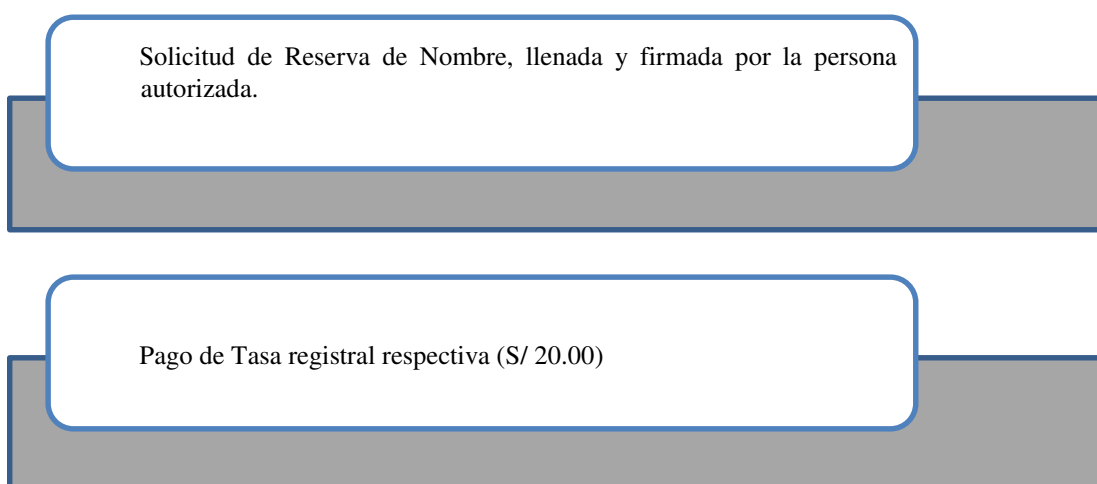 Solicitud de Reserva de Nombre, llenada y firmada por la persona
autorizada.
Pago de Tasa registral respectiva (S/ 20.00)